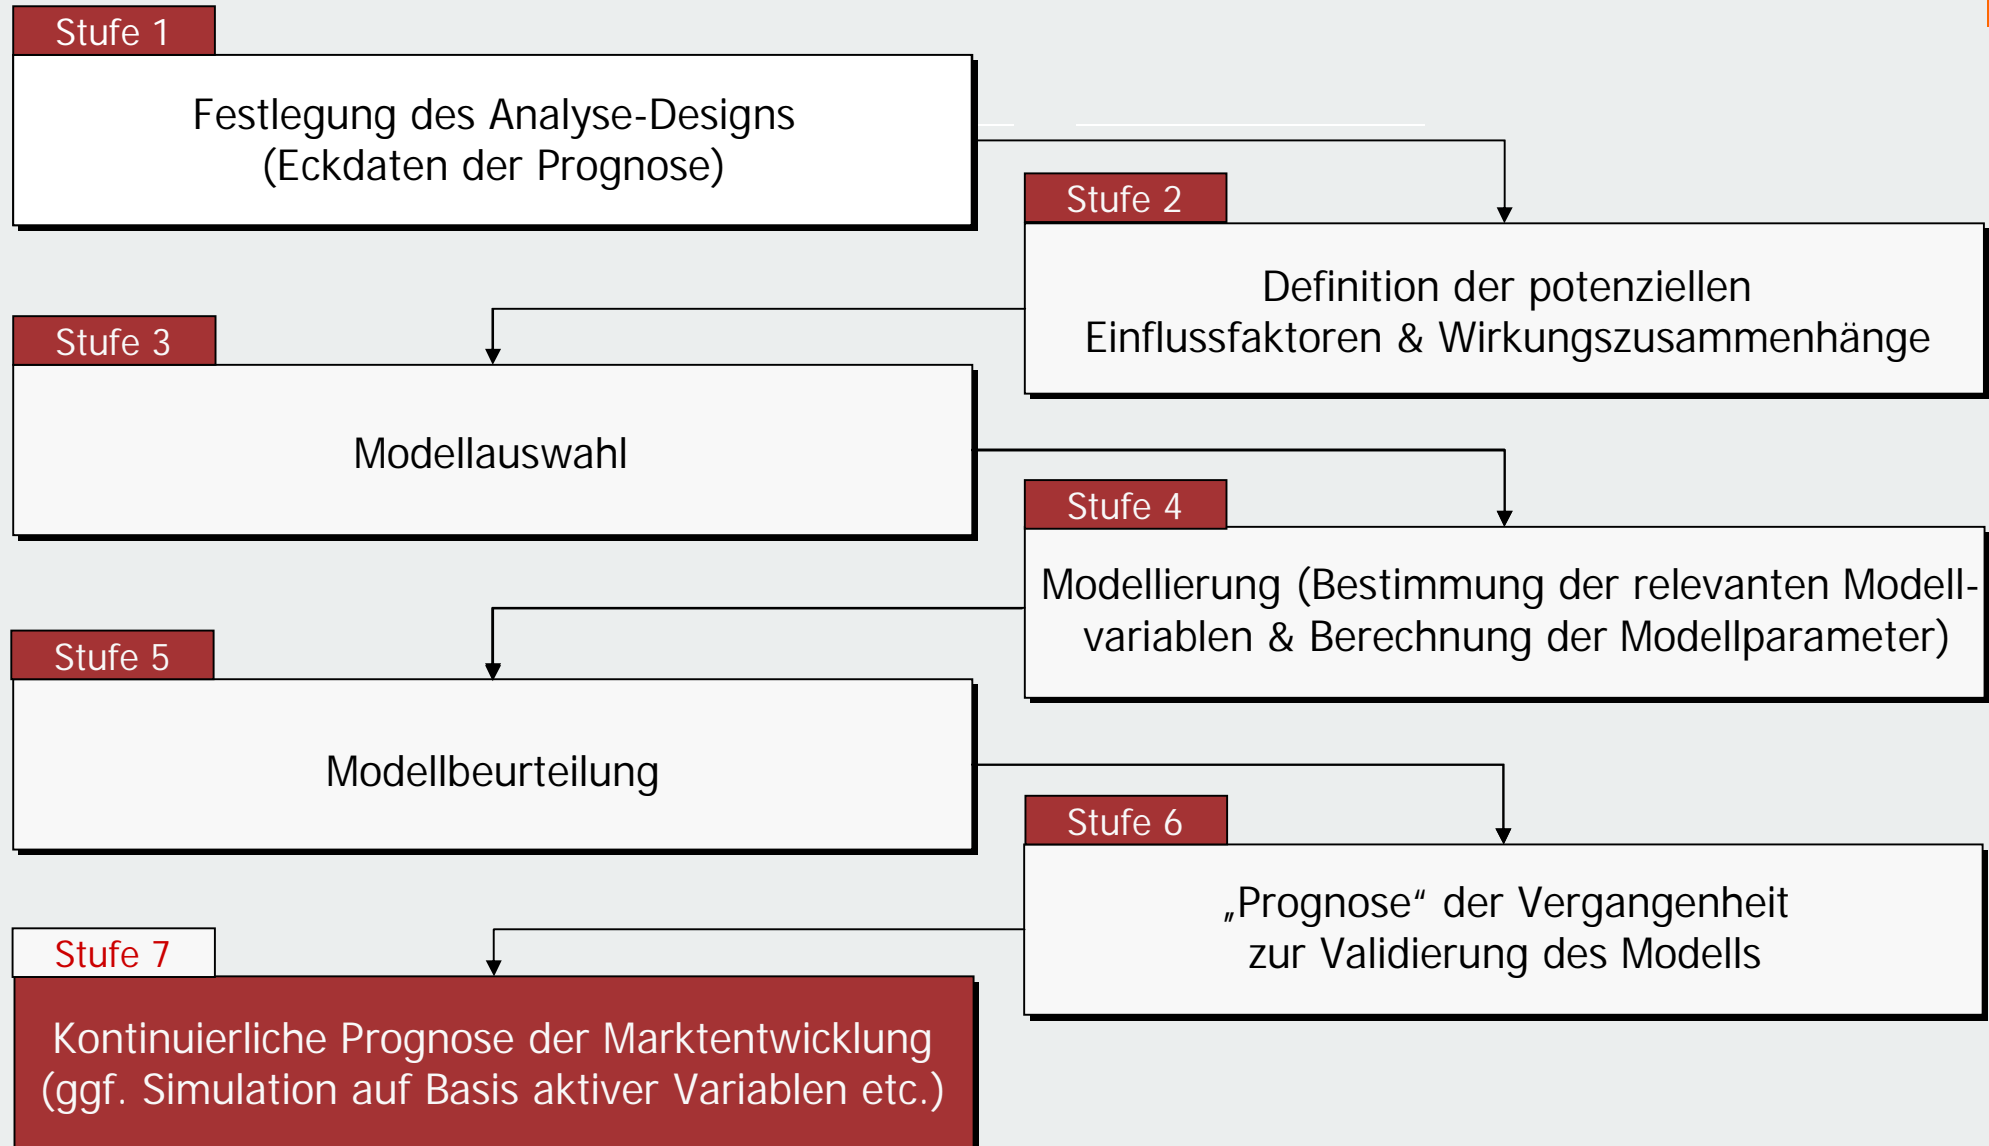 Stufe 1
Festlegung des Analyse-Designs
(Eckdaten der Prognose)
Stufe 2
Definition der potenziellen
Einflussfaktoren & Wirkungszusammenhänge
Stufe 3
Modellauswahl
Stufe 4
Modellierung (Bestimmung der relevanten Modell-
variablen & Berechnung der Modellparameter)
Stufe 5
Modellbeurteilung
Stufe 6
„Prognose“ der Vergangenheit
zur Validierung des Modells
Stufe 7
Kontinuierliche Prognose der Marktentwicklung
(ggf. Simulation auf Basis aktiver Variablen etc.)